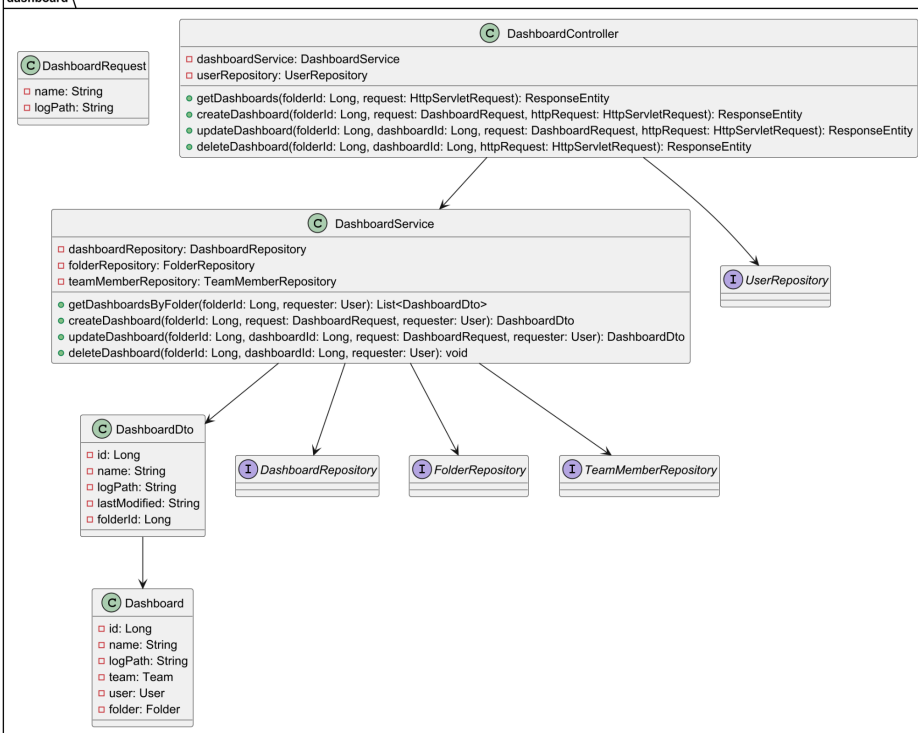 dashboard
C DashboardController
dashboardService: DashboardService
userRepository: UserRepository
getDashboards(folderId: Long, request: HttpServletRequest): ResponseEntity
createDashboard(folderId: Long, request: DashboardRequest, httpRequest: HttpServletRequest): ResponseEntity
updateDashboard(folderId: Long, dashboardId: Long, request: DashboardRequest, httpRequest: HttpServletRequest): ResponseEntity
deleteDashboard(folderId: Long, dashboardId: Long, httpRequest: HttpServletRequest): ResponseEntity
C DashboardRequest
name: String
logPath: String
C DashboardService
dashboardRepository: DashboardRepository
folderRepository: FolderRepository
teamMemberRepository: TeamMemberRepository
getDashboardsByFolder(folderId: Long, requester: User): List<DashboardDto>
createDashboard(folderId: Long, request: DashboardRequest, requester: User): DashboardDto
updateDashboard(folderId: Long, dashboardId: Long, request: DashboardRequest, requester: User): DashboardDto
deleteDashboard(folderId: Long, dashboardId: Long, requester: User): void
I UserRepository
C DashboardDto
id: Long
name: String
logPath: String
lastModified: String
folderId: Long
I DashboardRepository
I FolderRepository
I TeamMemberRepository
C Dashboard
id: Long
name: String
logPath: String
team: Team
user: User
folder: Folder